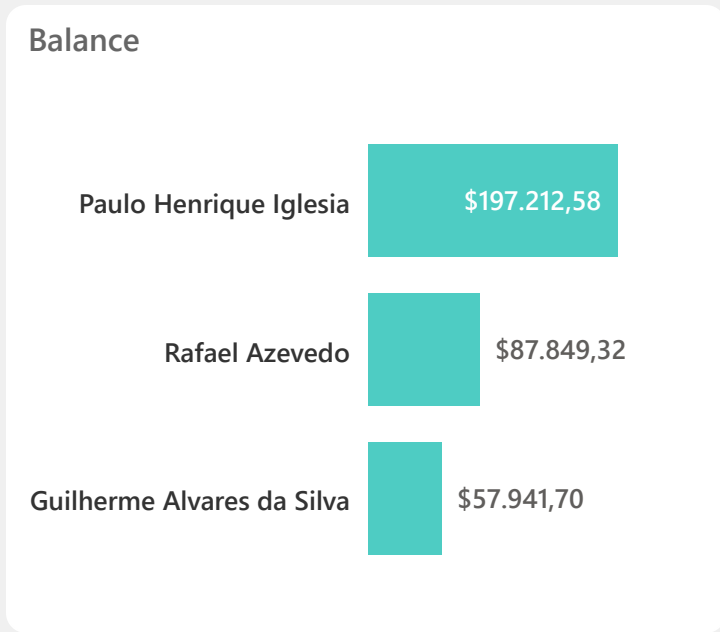 Balance
Paulo Henrique Iglesia $197.212,58
Rafael Azevedo $87.849,32
Guilherme Alvares da Silva $57.941,70